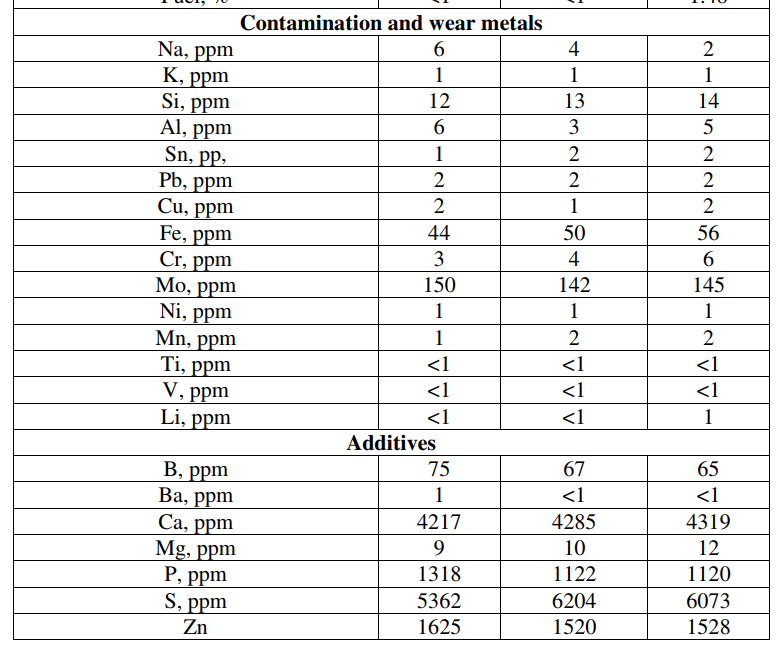 Fuel, % <1 <1 1.48
Contamination and wear metals
Na, ppm 6 4 2
K, ppm 1 1 1
Si, ppm 12 13 14
Al, ppm 6 3 5
Sn, pp, 1 2 2
Pb, ppm 2 2 2
Cu, ppm 2 1 2
Fe, ppm 44 50 56
Cr, ppm 3 4 6
Mo, ppm 150 142 145
Ni, ppm 1 1 1
Mn, ppm 1 2 2
Ti, ppm <1 <1 <1
V, ppm <1 <1 <1
Li, ppm <1 <1 1
Additives
B, ppm 75 67 65
Ba, ppm 1 <1 <1
Ca, ppm 4217 4285 4319
Mg, ppm 9 10 12
P, ppm 1318 1122 1120
S, ppm 5362 6204 6073
Zn 1625 1520 1528